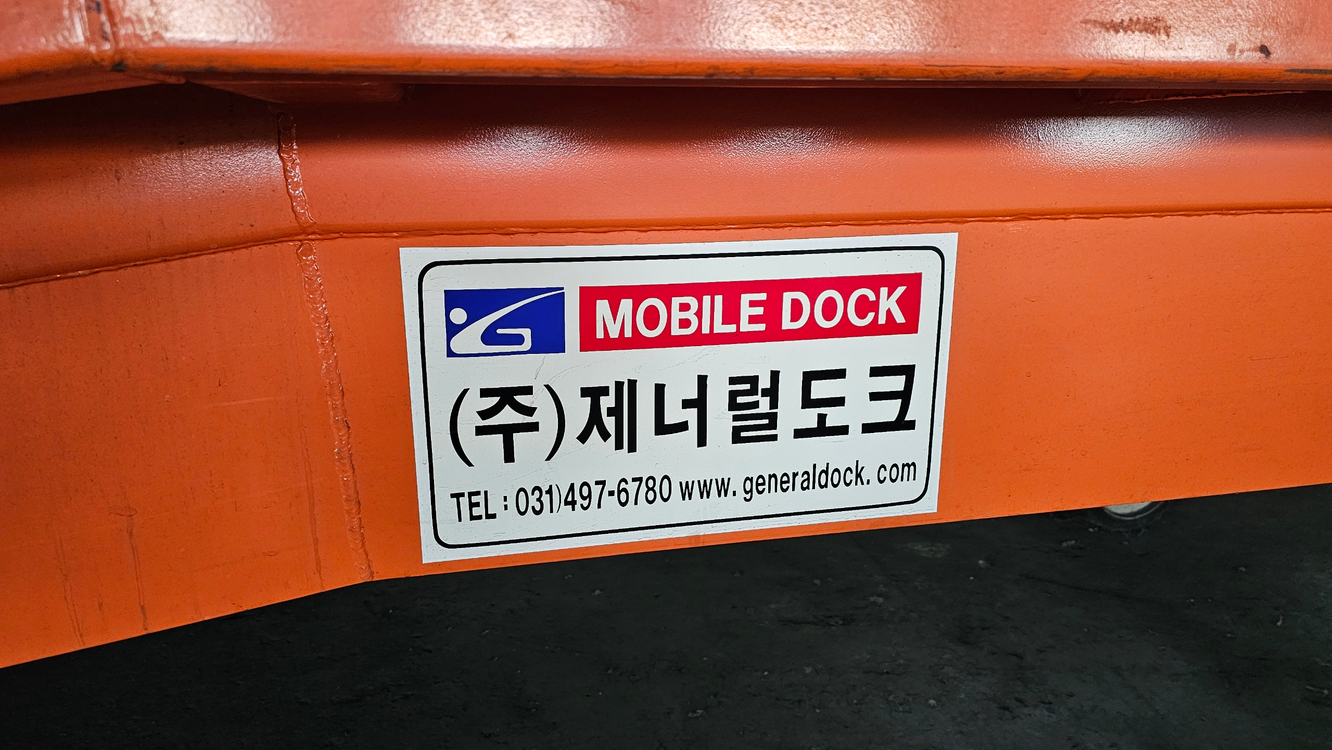 MOBILE DOCK
(주)제너럴도크
TEL : 031)497-6780 www.generaldock.com